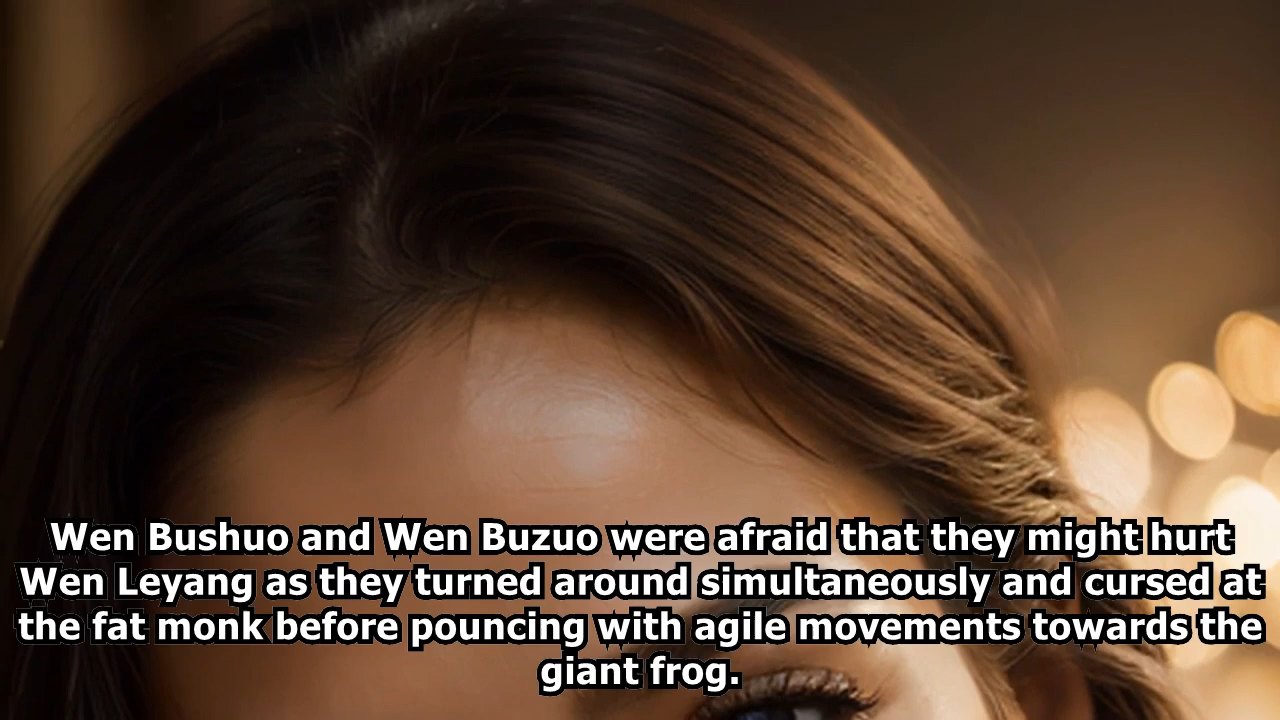 Wen Bushuo and Wen Buzuo were afraid that they might hurt
Wen Leyang as they turned around simultaneously and cursed at
the fat monk before pouncing with agile movements towards the
giant frog.